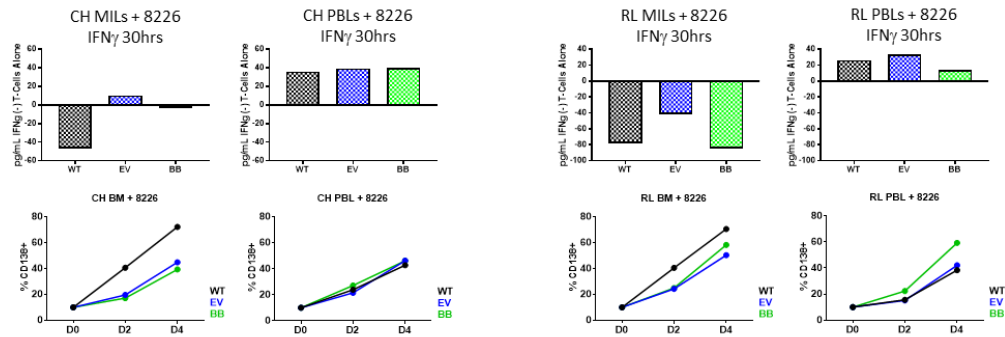 CH MILs + 8226
IFNγ 30hrs
pg/mL IFNg (-) T-Cells Alone
60
40
20
0
-20
-40
-60
WT
EV
BB
CH PBLs + 8226
IFNγ 30hrs
pg/mL IFNg (-) T-Cells Alone
60
40
20
0
-20
-40
-60
WT
EV
BB
RL MILs + 8226
IFNγ 30hrs
pg/mL IFNg (-) T-Cells Alone
40
20
0
-20
-40
-60
-80
-100
WT
EV
BB
RL PBLs + 8226
IFNγ 30hrs
pg/mL IFNg (-) T-Cells Alone
40
20
0
-20
-40
-60
-80
-100
WT
EV
BB
CH BM + 8226
% CD138+
80
60
40
20
0
D0
D2
D4
WT
EV
BB
CH PBL + 8226
% CD138+
80
60
40
20
0
D0
D2
D4
WT
EV
BB
RL BM + 8226
% CD138+
80
60
40
20
0
D0
D2
D4
WT
EV
BB
RL PBL + 8226
% CD138+
80
60
40
20
0
D0
D2
D4
WT
EV
BB